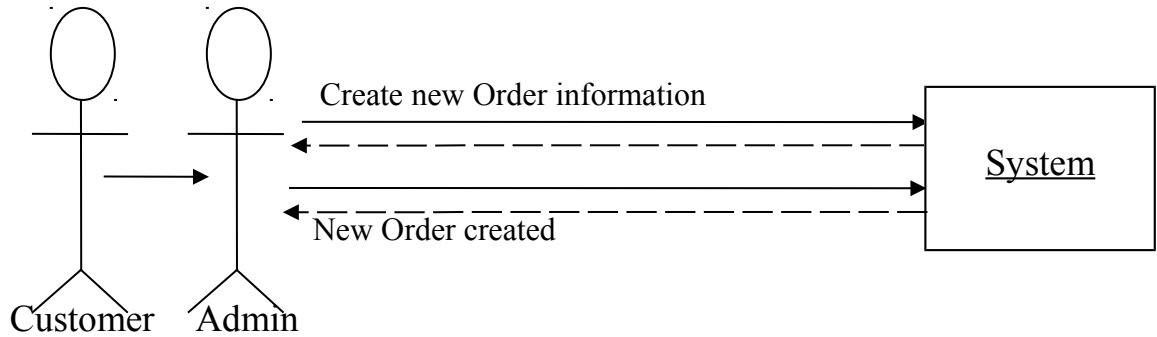 Create new Order information
System
New Order created
Customer
Admin